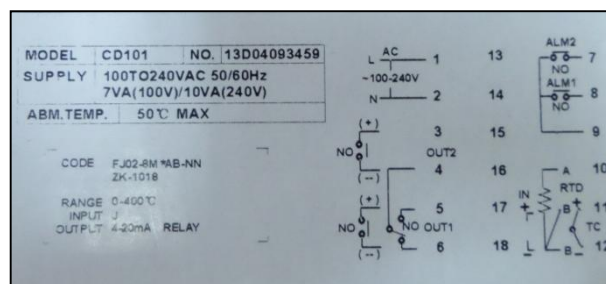 MODEL CD101 NO. 13D04093459
SUPPLY 100TO240VAC 50/60Hz
7VA(100V)/10VA(240V)
ABM.TEMP. 50℃ MAX
CODE FJ02-8M*AB-NN
ZK-1018
RANGE 0-400℃
INPUT J
OUTPUT 4-20mA RELAY
AC
L 1
~100-240V
N 2
(+) 3
NO OUT2
(--) 4
(+) 5
NO NO OUT1
(--) 6
13 ALM2 7
NO
14 ALM1 8
NO
15 9
16 A 10
IN RTD
17 + B + 11
TC
18 - B - 12